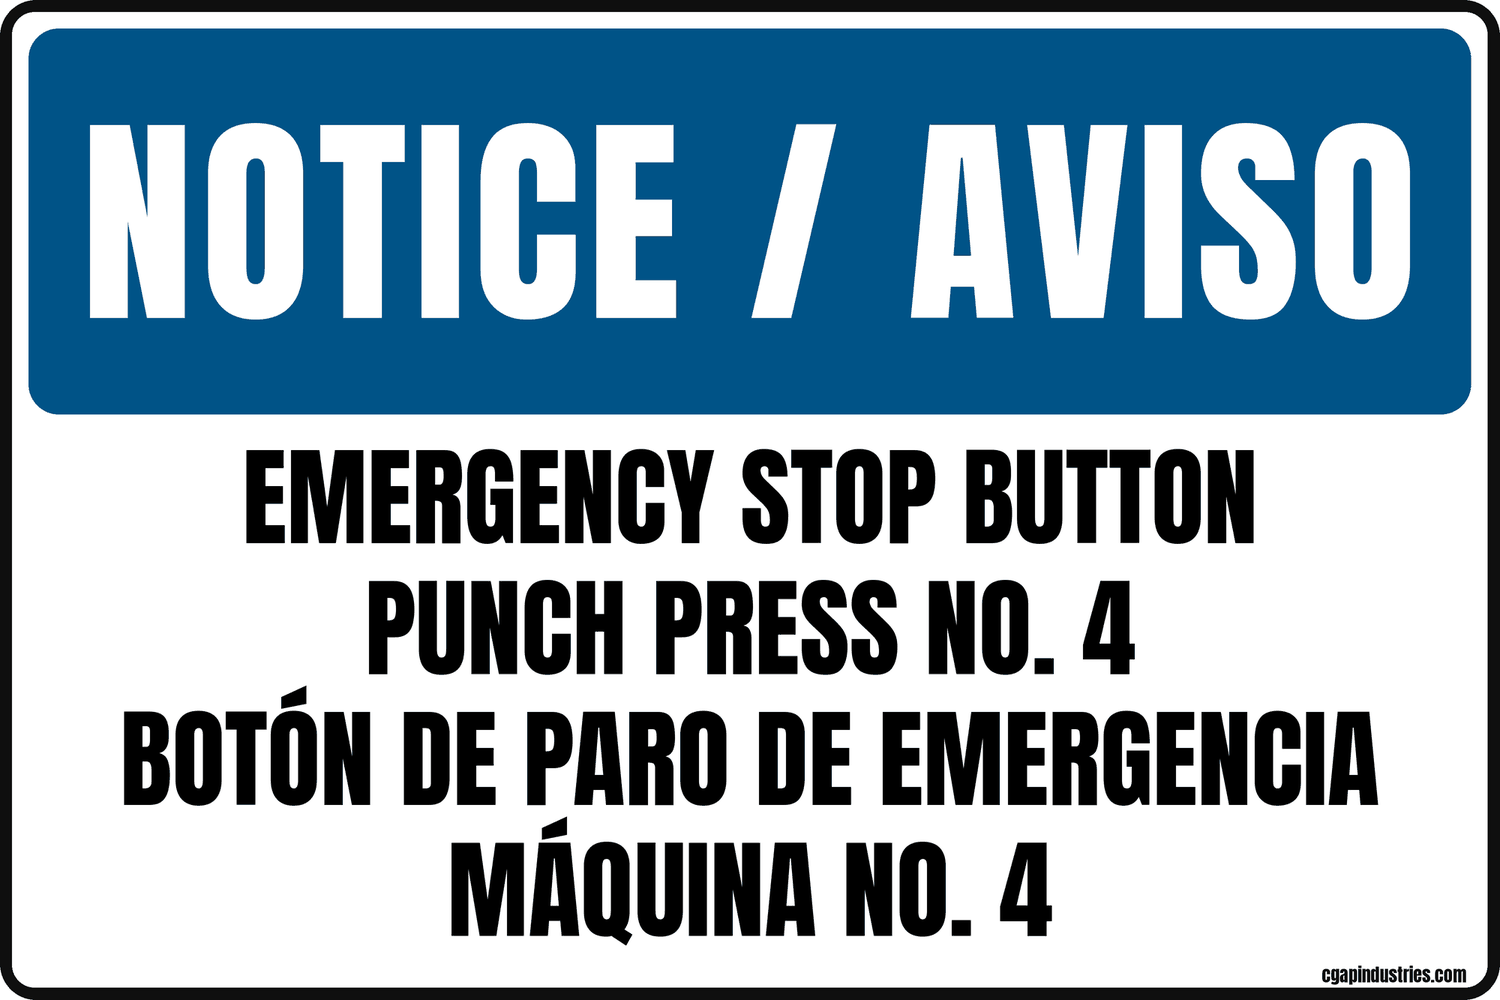 NOTICE / AVISO
EMERGENCY STOP BUTTON
PUNCH PRESS NO. 4
BOTÓN DE PARO DE EMERGENCIA
MÁQUINA NO. 4
cgapindustries.com